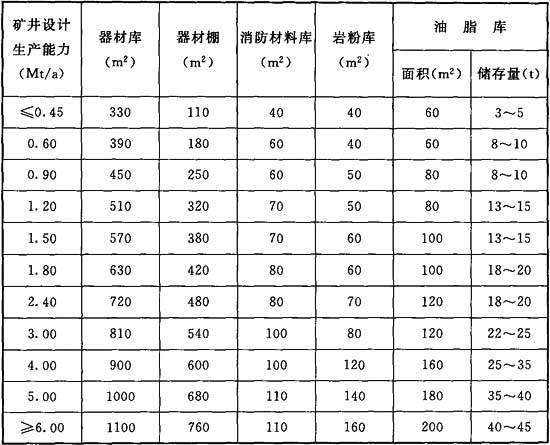 矿井设计生产能力（Mt/a） 器材库（m²） 器材棚（m²） 消防材料库（m²） 岩粉库（m²） 油脂库
面积（m²） 储存量（t）
≤0.45 330 110 40 40 60 3～5
0.60 390 180 60 40 60 8～10
0.90 450 250 60 50 80 8～10
1.20 510 320 70 50 80 13～15
1.50 570 380 70 60 100 13～15
1.80 630 420 80 60 100 18～20
2.40 720 480 80 70 120 18～20
3.00 810 540 100 80 120 22～25
4.00 900 600 100 120 160 25～35
5.00 1000 680 110 140 180 35～40
≥6.00 1100 760 110 160 200 40～45